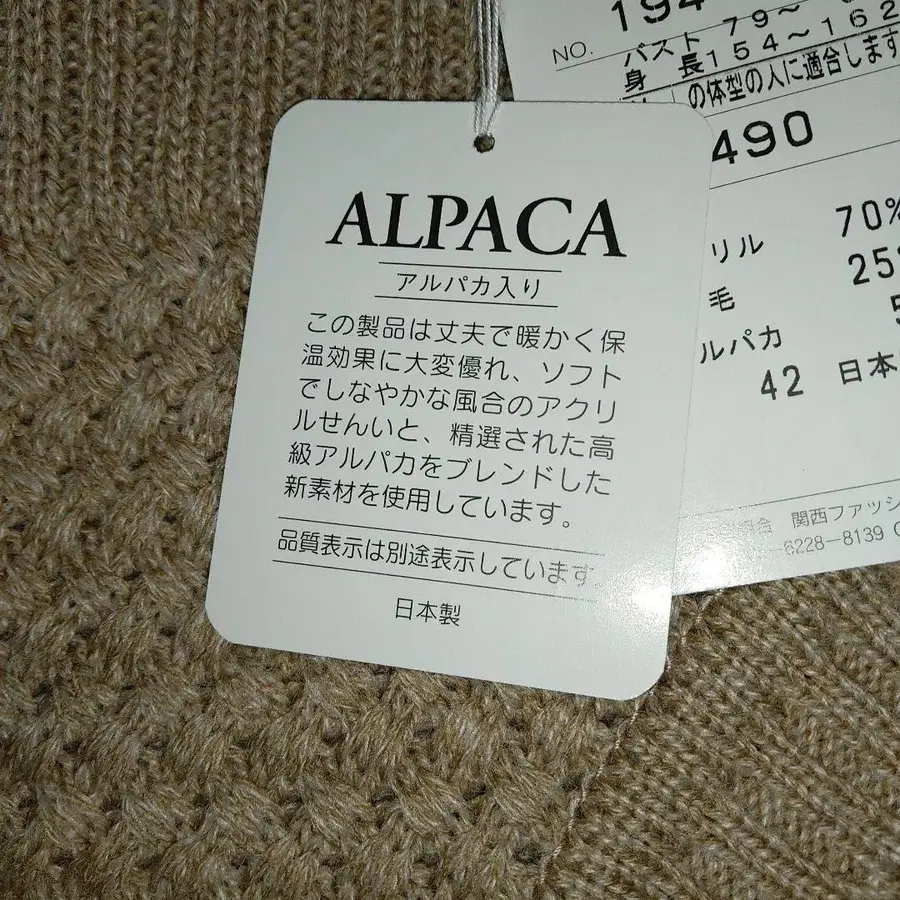 ALPACA
アルパカ入り
この製品は丈夫で暖かく保
温効果に大変優れ、ソフト
でしなやかな風合のアクリ
ルせんいと、精選された高
級アルパカをブレンドした
新素材を使用しています。
品質表示は別途表示しています。
日本製
194
NO.
バスト 79～
身 長154～162
の体型の人に適合します
490
リル 70%
毛 25%
ルパカ 5
42 日本
合 関西ファッシ
-6228-8139